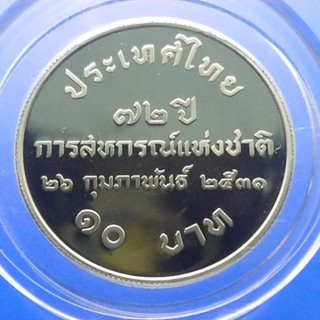 ประเทศไทย
๗๒ ปี
การสหกรณ์แห่งชาติ
๒๖ กุมภาพันธ์ ๒๕๓๑
๑๐ บาท